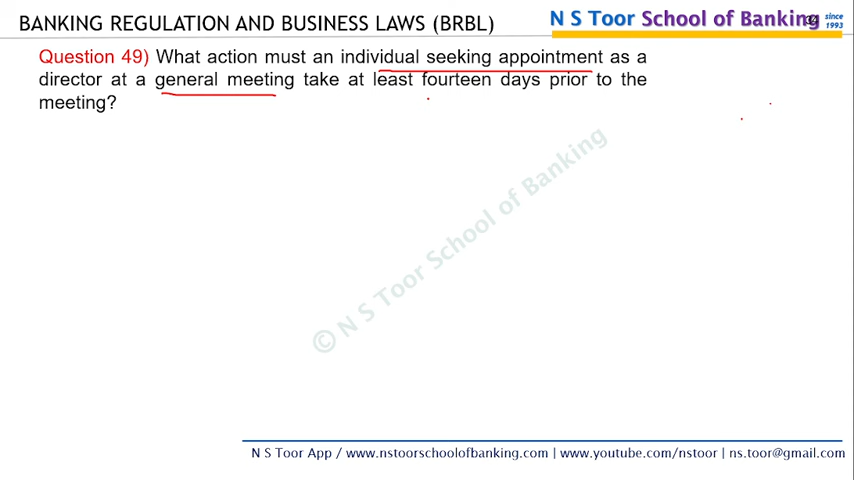 BANKING REGULATION AND BUSINESS LAWS (BRBL)
N S Toor School of Banking since 1993
Question 49) What action must an individual seeking appointment as a
director at a general meeting take at least fourteen days prior to the
meeting?
© N S Toor School of Banking
N S Toor App / www.nstoorschoolofbanking.com | www.youtube.com/nstoor | ns.toor@gmail.com